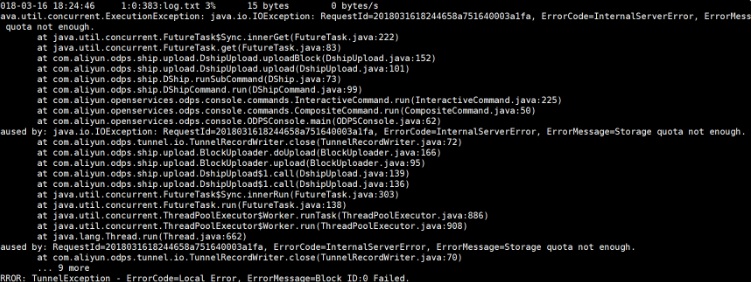 018-03-16 18:24:46 1:0:383:log.txt 3% 15 bytes 0 bytes/s
ava.util.concurrent.ExecutionException: java.io.IOException: RequestId=2018031618244658a751640003a1fa, ErrorCode=InternalServerError, ErrorMess
quota not enough.
at java.util.concurrent.FutureTask$Sync.innerGet(FutureTask.java:222)
at java.util.concurrent.FutureTask.get(FutureTask.java:83)
at com.aliyun.odps.ship.upload.DshipUpload.uploadBlock(DshipUpload.java:152)
at com.aliyun.odps.ship.upload.DshipUpload.upload(DshipUpload.java:101)
at com.aliyun.odps.ship.DShip.runSubCommand(DShip.java:73)
at com.aliyun.odps.ship.DShipCommand.run(DShipCommand.java:99)
at com.aliyun.openservices.odps.console.commands.InteractiveCommand.run(InteractiveCommand.java:225)
at com.aliyun.openservices.odps.console.commands.CompositeCommand.run(CompositeCommand.java:50)
at com.aliyun.openservices.odps.console.ODPSConsole.main(ODPSConsole.java:62)
aused by: java.io.IOException: RequestId=2018031618244658a751640003a1fa, ErrorCode=InternalServerError, ErrorMessage=Storage quota not enough.
at com.aliyun.odps.tunnel.io.TunnelRecordWriter.close(TunnelRecordWriter.java:72)
at com.aliyun.odps.ship.upload.BlockUploader.doUpload(BlockUploader.java:166)
at com.aliyun.odps.ship.upload.BlockUploader.upload(BlockUploader.java:95)
at com.aliyun.odps.ship.upload.DshipUpload$1.call(DshipUpload.java:139)
at com.aliyun.odps.ship.upload.DshipUpload$1.call(DshipUpload.java:136)
at java.util.concurrent.FutureTask$Sync.innerRun(FutureTask.java:303)
at java.util.concurrent.FutureTask.run(FutureTask.java:138)
at java.util.concurrent.ThreadPoolExecutor$Worker.runTask(ThreadPoolExecutor.java:886)
at java.util.concurrent.ThreadPoolExecutor$Worker.run(ThreadPoolExecutor.java:908)
at java.lang.Thread.run(Thread.java:662)
aused by: RequestId=2018031618244658a751640003a1fa, ErrorCode=InternalServerError, ErrorMessage=Storage quota not enough.
at com.aliyun.odps.tunnel.io.TunnelRecordWriter.close(TunnelRecordWriter.java:70)
... 9 more
RROR: TunnelException - ErrorCode=Local Error, ErrorMessage=Block ID:0 Failed.